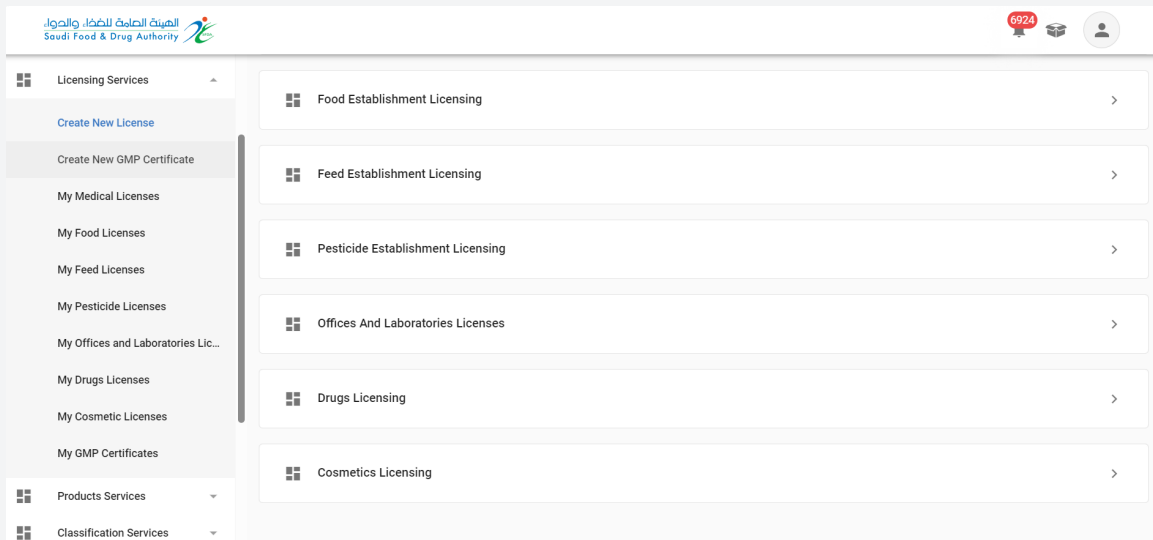 الهيئة العامة للغذاء والدواء
Saudi Food & Drug Authority
6924
Licensing Services
Create New License
Create New GMP Certificate
My Medical Licenses
My Food Licenses
My Feed Licenses
My Pesticide Licenses
My Offices and Laboratories Lic...
My Drugs Licenses
My Cosmetic Licenses
My GMP Certificates
Products Services
Classification Services
Food Establishment Licensing
Feed Establishment Licensing
Pesticide Establishment Licensing
Offices And Laboratories Licenses
Drugs Licensing
Cosmetics Licensing